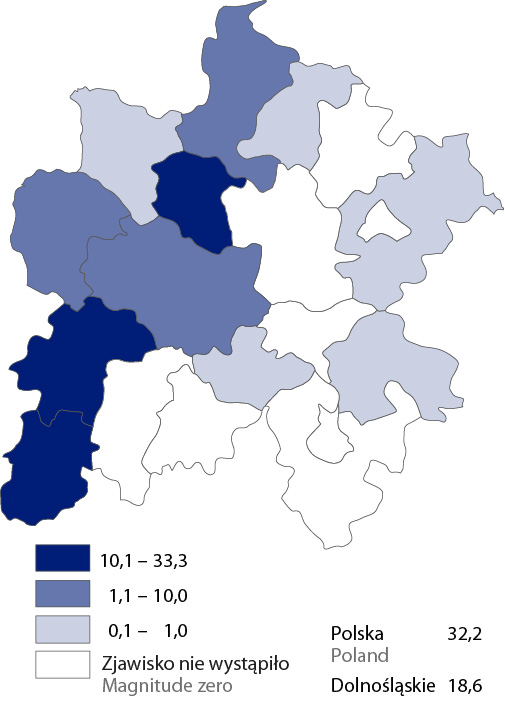 10,1 – 33,3
1,1 – 10,0
0,1 – 1,0
Zjawisko nie wystąpiło
Magnitude zero
Polska 32,2
Poland
Dolnośląskie 18,6